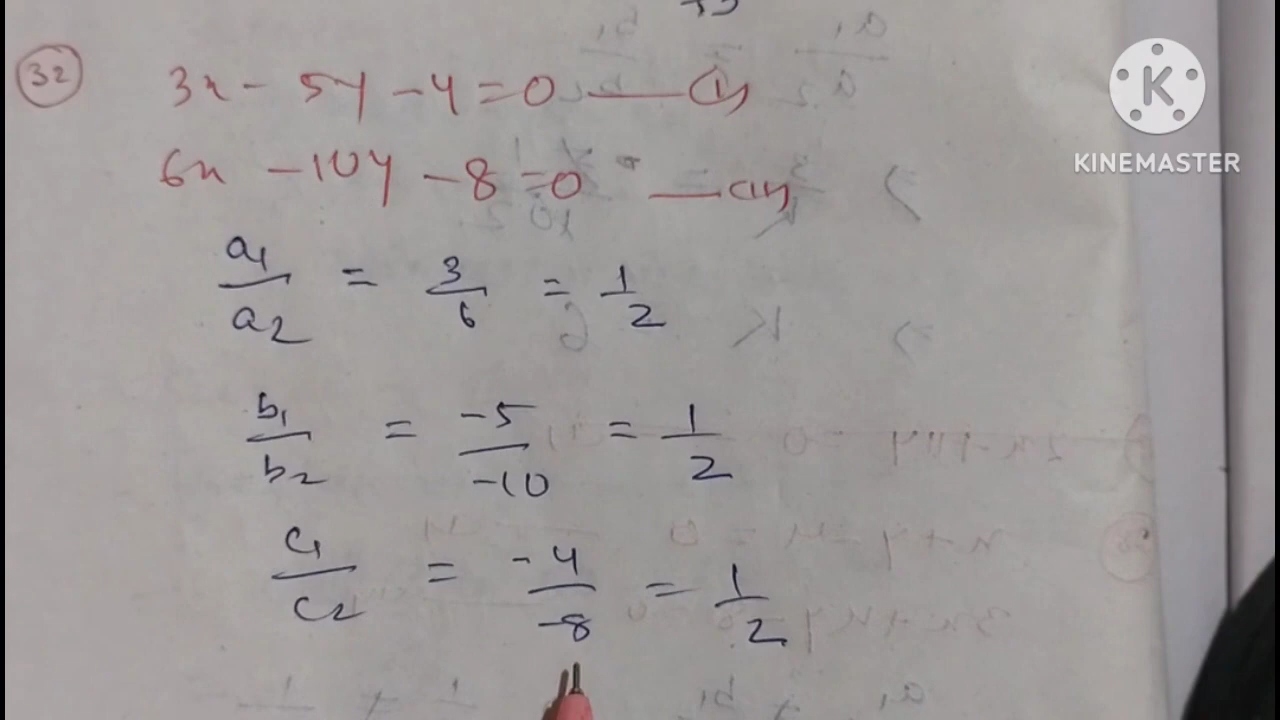 32 3x - 5y - 4 = 0 — (i)
6x - 10y - 8 = 0 — (ii)
a1/a2 = 3/6 = 1/2
b1/b2 = -5/-10 = 1/2
c1/c2 = -4/-8 = 1/2
K
KINEMASTER